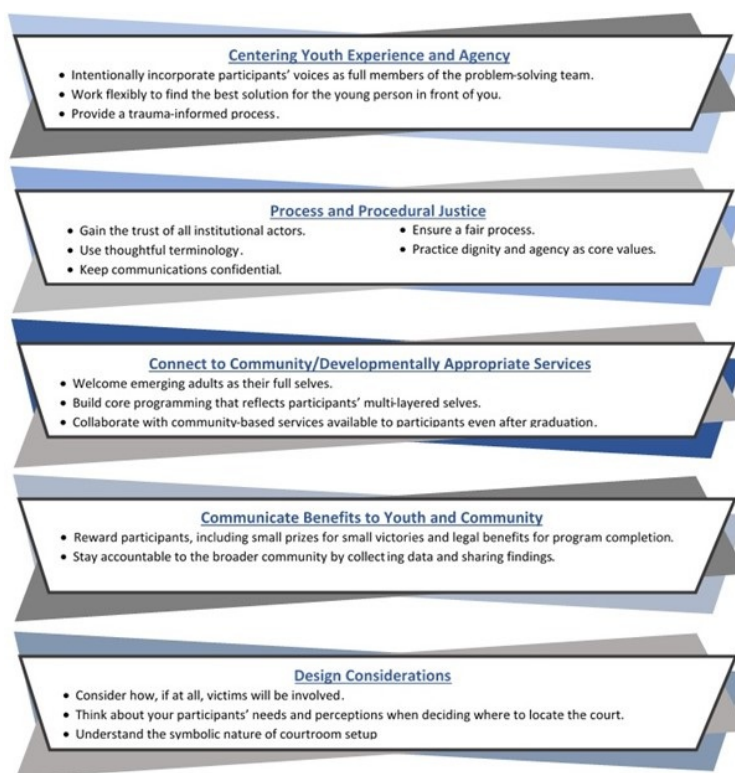 Centering Youth Experience and Agency
• Intentionally incorporate participants' voices as full members of the problem-solving team.
• Work flexibly to find the best solution for the young person in front of you.
• Provide a trauma-informed process.
Process and Procedural Justice
• Gain the trust of all institutional actors.
• Use thoughtful terminology.
• Keep communications confidential.
• Ensure a fair process.
• Practice dignity and agency as core values.
Connect to Community/Developmentally Appropriate Services
• Welcome emerging adults as their full selves.
• Build core programming that reflects participants' multi-layered selves.
• Collaborate with community-based services available to participants even after graduation.
Communicate Benefits to Youth and Community
• Reward participants, including small prizes for small victories and legal benefits for program completion.
• Stay accountable to the broader community by collecting data and sharing findings.
Design Considerations
• Consider how, if at all, victims will be involved.
• Think about your participants' needs and perceptions when deciding where to locate the court.
• Understand the symbolic nature of courtroom setup